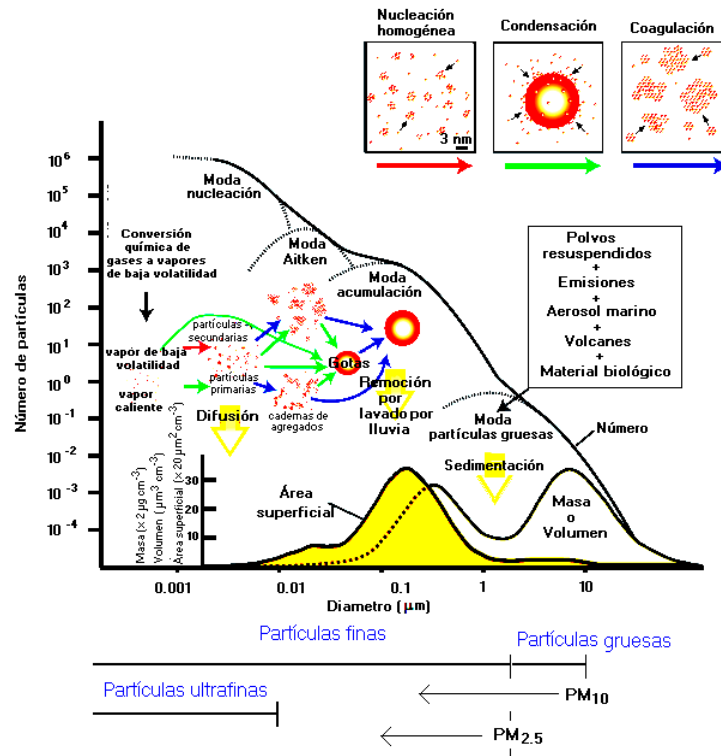 Nucleación
homogénea
Condensación
Coagulación
3 nm
Número de partículas
10⁶
10⁵
10⁴
10³
10²
10¹
10⁰
10⁻¹
10⁻²
10⁻³
10⁻⁴
Moda
nucleación
Moda
Aitken
Moda
acumulación
Conversión
química de
gases a vapores
de baja volatilidad
Polvos
resuspendidos
+
Emisiones
+
Aerosol marino
+
Volcanes
+
Material biológico
partículas
secundarias
vapor de baja
volatilidad
Gotas
partículas
primarias
vapor
caliente
Difusión
cadernas de
agregados
Remoción
por
lavado por
lluvia
Moda
partículas gruesas
Número
Sedimentación
Masa (x 2 µg cm-3)
Volumen ( µm³ cm-3)
Área superficial (x 20 µm² cm-3)
30
20
10
Área
superficial
Masa
o
Volumen
0.001
0.01
0.1
1
10
Diametro (µm)
Partículas finas
Partículas gruesas
Partículas ultrafinas
PM10
PM2.5